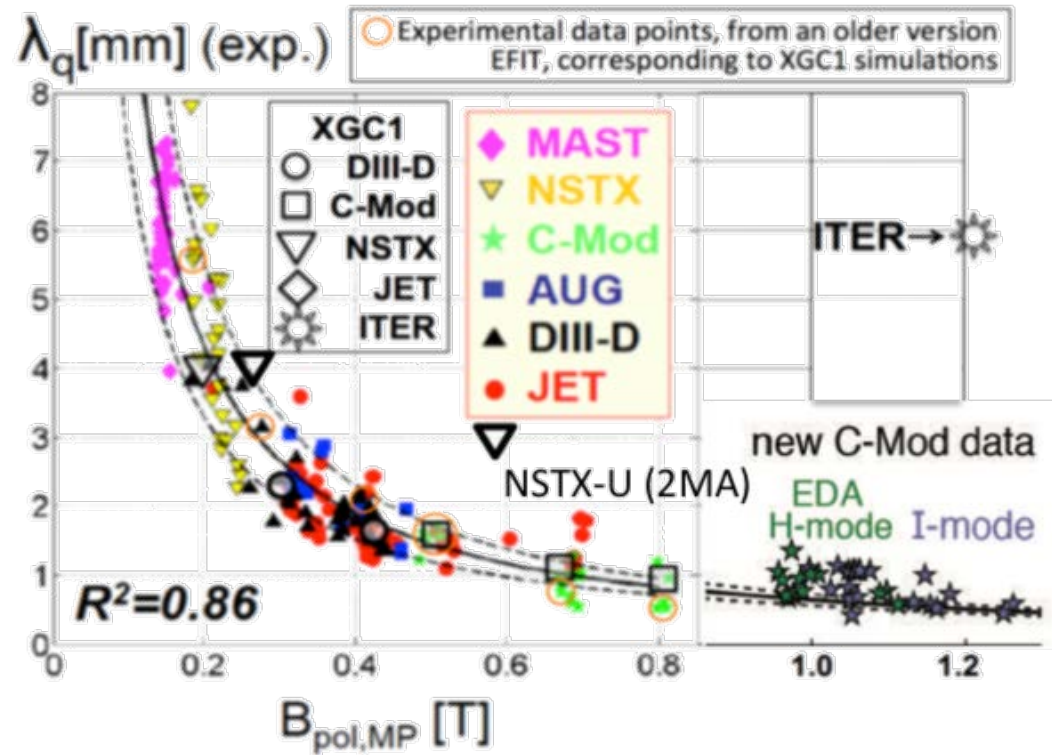 λq[mm] (exp.)
Experimental data points, from an older version
EFIT, corresponding to XGC1 simulations
8
7
6
5
4
3
2
1
0
XGC1
DIII-D
C-Mod
NSTX
JET
ITER
MAST
NSTX
C-Mod
AUG
DIII-D
JET
ITER→
NSTX-U (2MA)
new C-Mod data
EDA
H-mode
I-mode
R²=0.86
0 0.2 0.4 0.6 0.8 1.0 1.2
Bpol,MP [T]